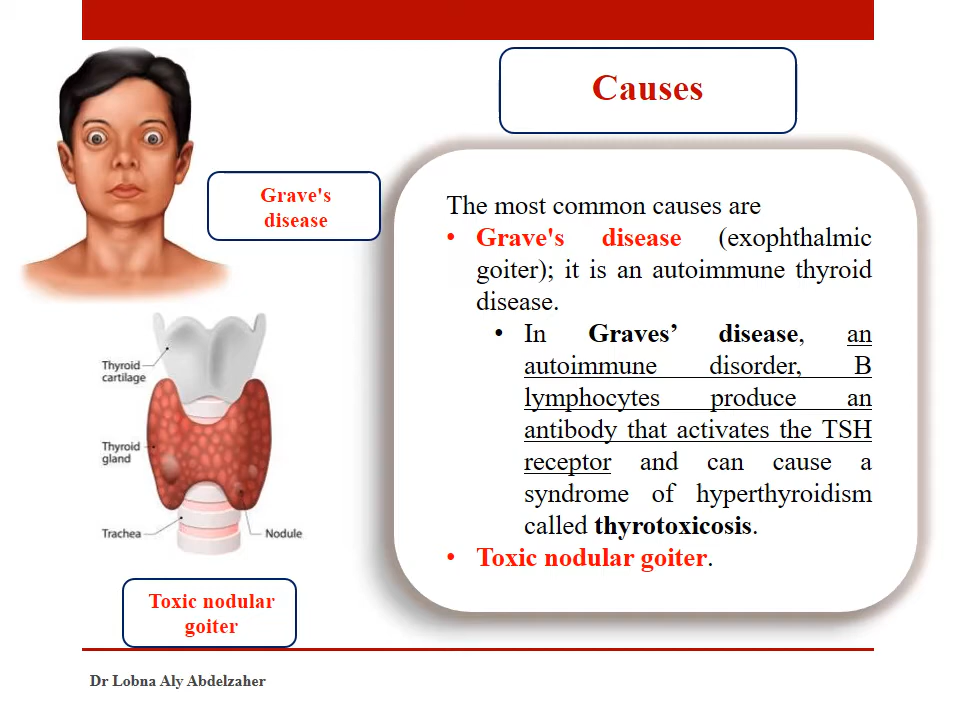 Causes
Grave's
disease
The most common causes are
• Grave's disease (exophthalmic
goiter); it is an autoimmune thyroid
disease.
• In Graves’ disease, an
autoimmune disorder, B
lymphocytes produce an
antibody that activates the TSH
receptor and can cause a
syndrome of hyperthyroidism
called thyrotoxicosis.
• Toxic nodular goiter.
Thyroid
cartilage
Thyroid
gland
Trachea
Nodule
Toxic nodular
goiter
Dr Lobna Aly Abdelzaher